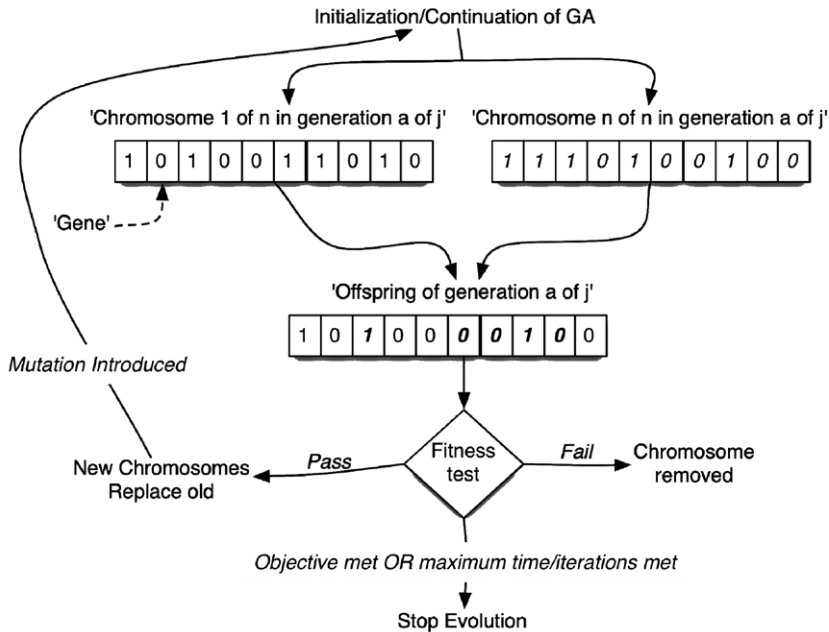 Initialization/Continuation of GA
'Chromosome 1 of n in generation a of j'
'Chromosome n of n in generation a of j'
1 0 1 0 0 1 1 0 1 0
1 1 1 0 1 0 0 1 0 0
'Gene'
'Offspring of generation a of j'
1 0 1 0 0 0 0 1 0 0
Mutation Introduced
Fitness
test
Pass
Fail
New Chromosomes
Replace old
Chromosome
removed
Objective met OR maximum time/iterations met
Stop Evolution